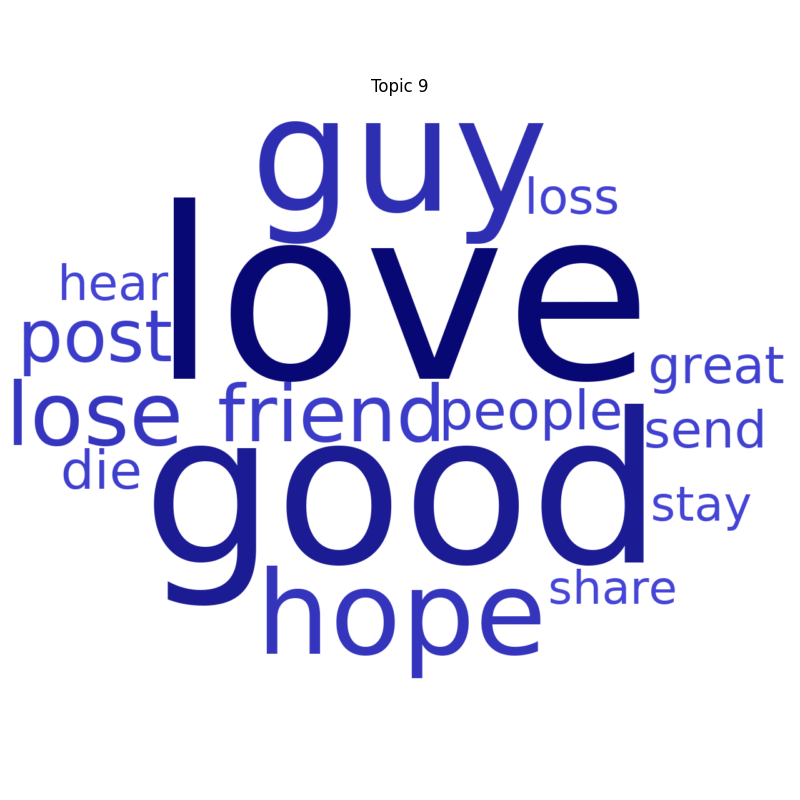 Topic 9
guy
loss
love
hear
post
great
lose
friend
people
send
die
good
stay
hope
share